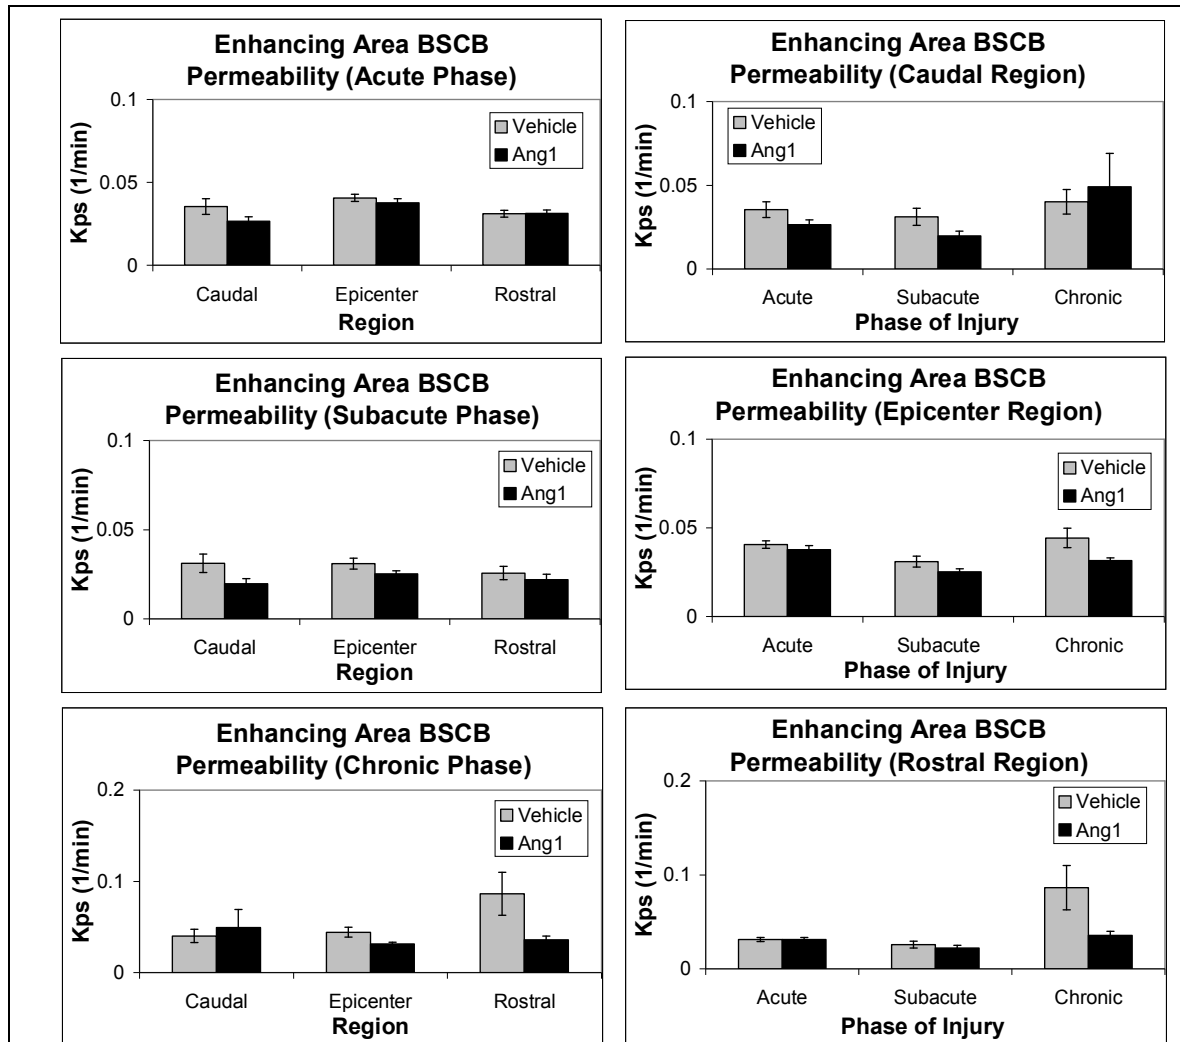 Enhancing Area BSCB
Permeability (Acute Phase)
Kps (1/min)
0.1
0.05
0
Vehicle
Ang1
Caudal Epicenter Rostral
Region
Enhancing Area BSCB
Permeability (Caudal Region)
Kps (1/min)
0.1
0.05
0
Vehicle
Ang1
Acute Subacute Chronic
Phase of Injury
Enhancing Area BSCB
Permeability (Subacute Phase)
Kps (1/min)
0.1
0.05
0
Vehicle
Ang1
Caudal Epicenter Rostral
Region
Enhancing Area BSCB
Permeability (Epicenter Region)
Kps (1/min)
0.1
0.05
0
Vehicle
Ang1
Acute Subacute Chronic
Phase of Injury
Enhancing Area BSCB
Permeability (Chronic Phase)
Kps (1/min)
0.2
0.1
0
Vehicle
Ang1
Caudal Epicenter Rostral
Region
Enhancing Area BSCB
Permeability (Rostral Region)
Kps (1/min)
0.2
0.1
0
Vehicle
Ang1
Acute Subacute Chronic
Phase of Injury